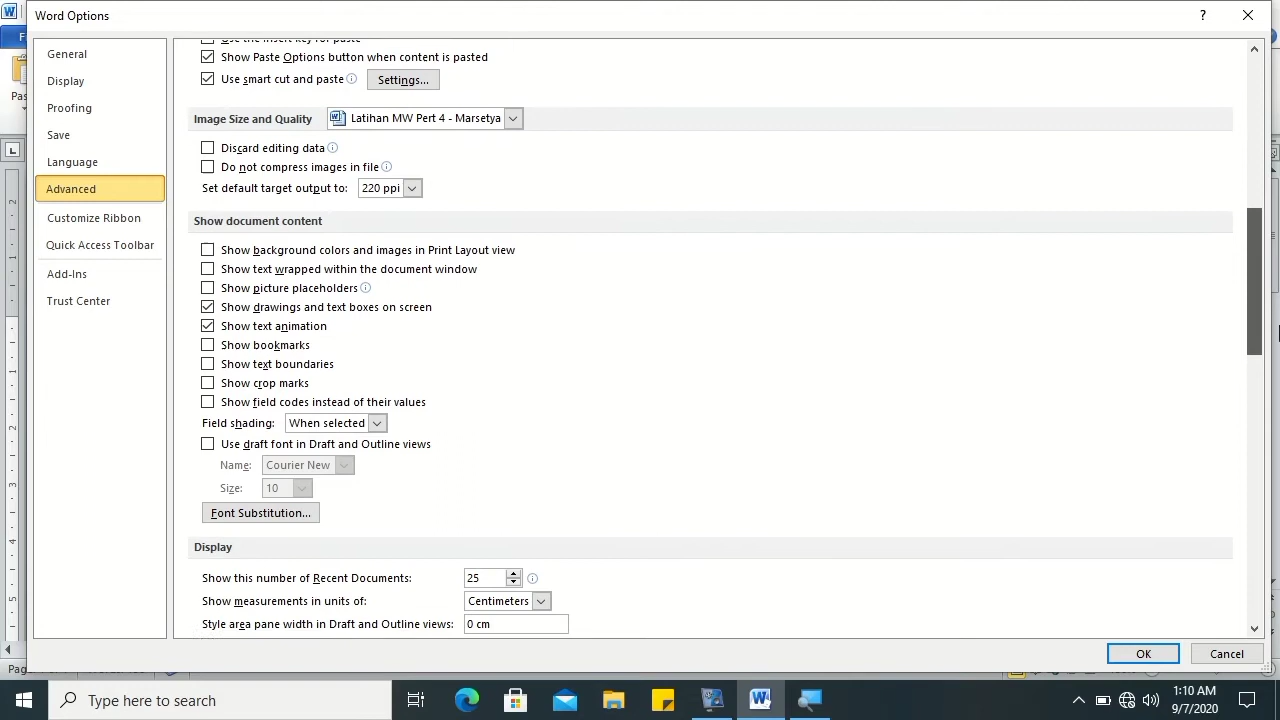 Word Options
?
General
Display
Proofing
Save
Language
Advanced
Customize Ribbon
Quick Access Toolbar
Add-Ins
Trust Center
Use the Insert key for paste
Show Paste Options button when content is pasted
Use smart cut and paste Settings...
Image Size and Quality Latihan MW Pert 4 - Marsetya
Discard editing data
Do not compress images in file
Set default target output to: 220 ppi
Show document content
Show background colors and images in Print Layout view
Show text wrapped within the document window
Show picture placeholders
Show drawings and text boxes on screen
Show text animation
Show bookmarks
Show text boundaries
Show crop marks
Show field codes instead of their values
Field shading: When selected
Use draft font in Draft and Outline views
Name: Courier New
Size: 10
Font Substitution...
Display
Show this number of Recent Documents: 25
Show measurements in units of: Centimeters
Style area pane width in Draft and Outline views: 0 cm
OK Cancel
Type here to search
1:10 AM
9/7/2020